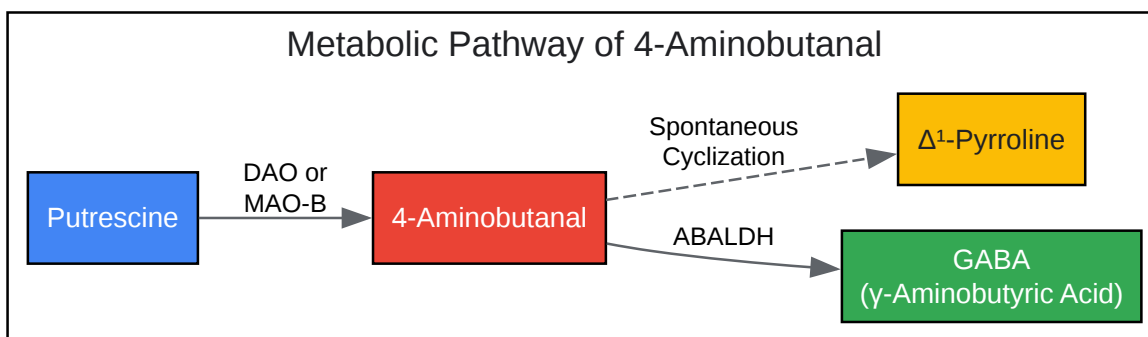 Metabolic Pathway of 4-Aminobutanal
Putrescine
DAO or
MAO-B
4-Aminobutanal
Spontaneous
Cyclization
Δ¹-Pyrroline
ABALDH
GABA
(γ-Aminobutyric Acid)